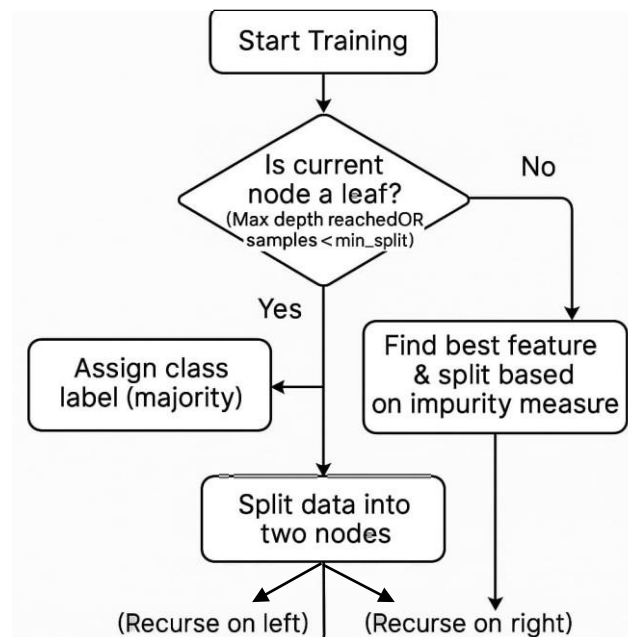 Start Training
Is current
node a leaf?
(Max depth reachedOR
samples < min_split)
No
Yes
Assign class
label (majority)
Find best feature
& split based
on impurity measure
Split data into
two nodes
(Recurse on left)
(Recurse on right)